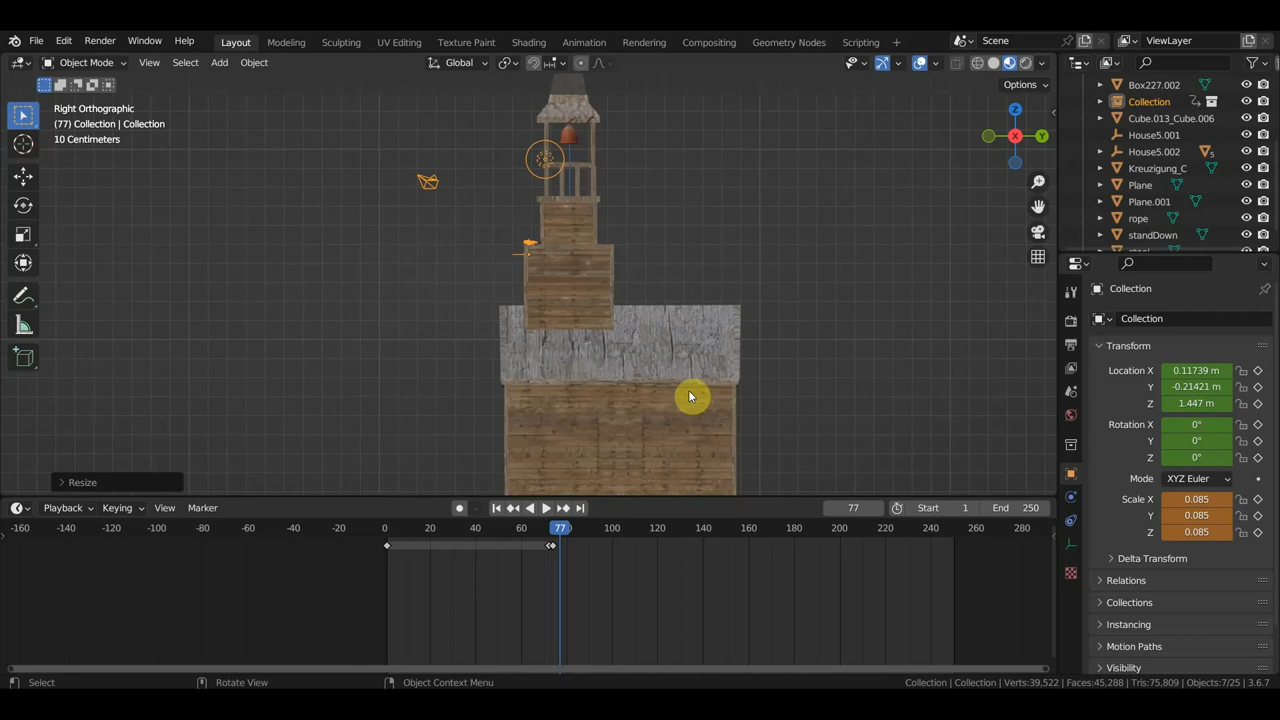 File Edit Render Window Help Layout Modeling Sculpting UV Editing Texture Paint Shading Animation Rendering Compositing Geometry Nodes Scripting + Scene ViewLayer
Object Mode View Select Add Object Global
Options
Right Orthographic
(77) Collection | Collection
10 Centimeters
Z
X
Y
Resize
Box227.002
Collection
Cube.013_Cube.006
House5.001
House5.002 5
Kreuzigung_C
Plane
Plane.001
rope
standDown
Collection
Collection
Transform
Location X 0.11739 m
Y -0.21421 m
Z 1.447 m
Rotation X 0°
Y 0°
Z 0°
Mode XYZ Euler
Scale X 0.085
Y 0.085
Z 0.085
Delta Transform
Relations
Collections
Instancing
Motion Paths
Visibility
Playback Keying View Marker 77 Start 1 End 250
-160 -140 -120 -100 -80 -60 -40 -20 0 20 40 60 77 100 120 140 160 180 200 220 240 260 280
Select Rotate View Object Context Menu Collection | Collection | Verts:39,522 | Faces:45,288 | Tris:75,809 | Objects:7/25 | 3.6.7